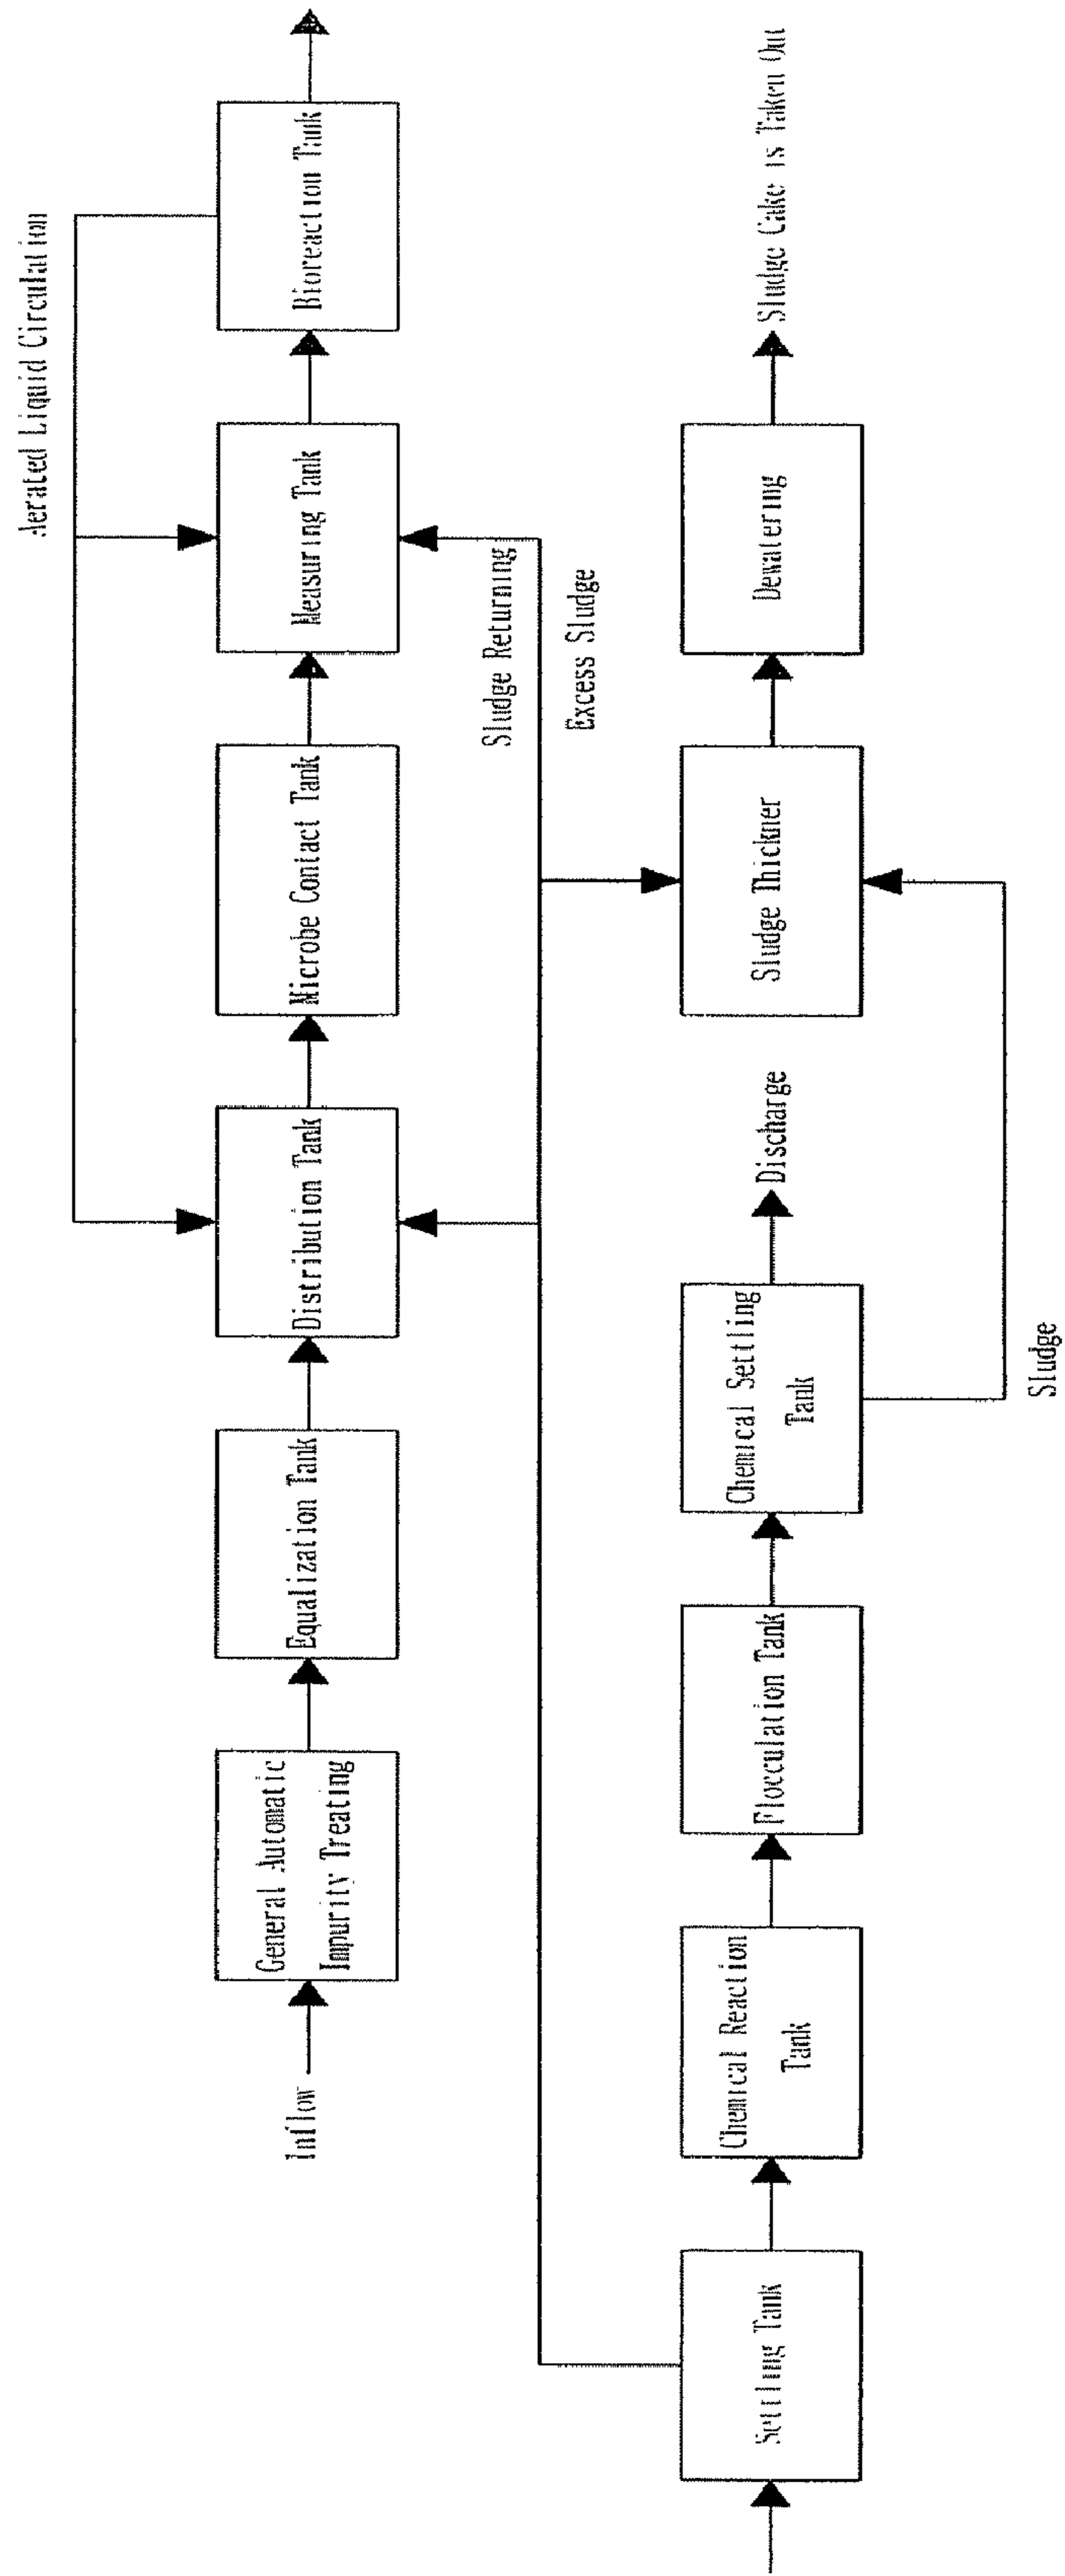 Aerated Liquid Circulation
Inflow
General Automatic
Impurity Treating
Equalization Tank
Distribution Tank
Microbe Contact Tank
Measuring Tank
Bioreaction Tank
Sludge Returning
Excess Sludge
Settling Tank
Chemical Reaction
Tank
Flocculation Tank
Chemical Settling
Tank
Discharge
Sludge Thickner
Dewatering
Sludge Cake is Taken Out
Sludge